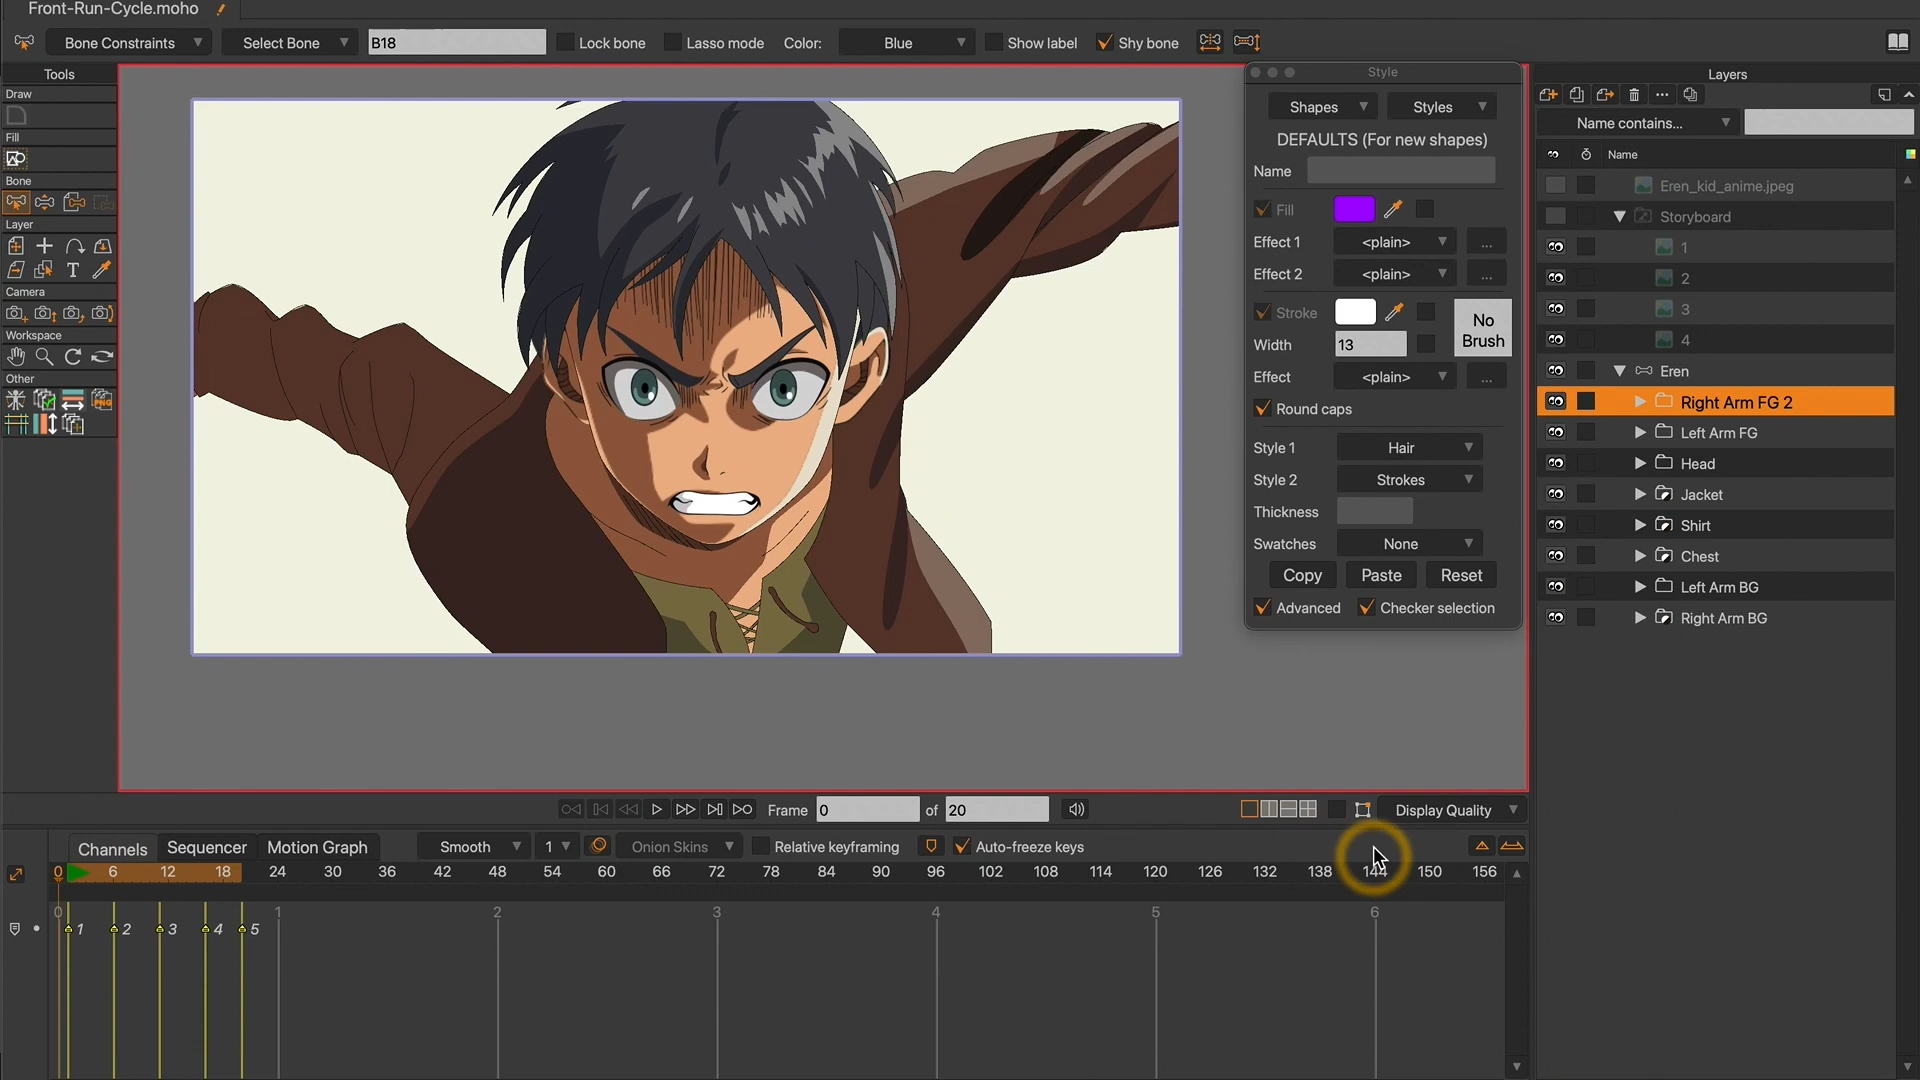 Front-Run-Cycle.moho
Bone Constraints
Select Bone
B18
Lock bone
Lasso mode
Color:
Blue
Show label
Shy bone
Tools
Draw
Fill
Bone
Layer
T
Camera
Workspace
Other
PNG
Style
Shapes
Styles
DEFAULTS (For new shapes)
Name
Fill
Effect 1
<plain>
...
Effect 2
<plain>
...
Stroke
No
Brush
Width
13
Effect
<plain>
...
Round caps
Style 1
Hair
Style 2
Strokes
Thickness
Swatches
None
Copy
Paste
Reset
Advanced
Checker selection
Layers
Name contains...
Name
Eren_kid_anime.jpeg
Storyboard
1
2
3
4
Eren
Right Arm FG 2
Left Arm FG
Head
Jacket
Shirt
Chest
Left Arm BG
Right Arm BG
Frame
0
of
20
Display Quality
Channels
Sequencer
Motion Graph
Smooth
1
Onion Skins
Relative keyframing
Auto-freeze keys
0 6 12 18 24 30 36 42 48 54 60 66 72 78 84 90 96 102 108 114 120 126 132 138 144 150 156
0 1 2 3 4 5 6
1 2 3 4 5